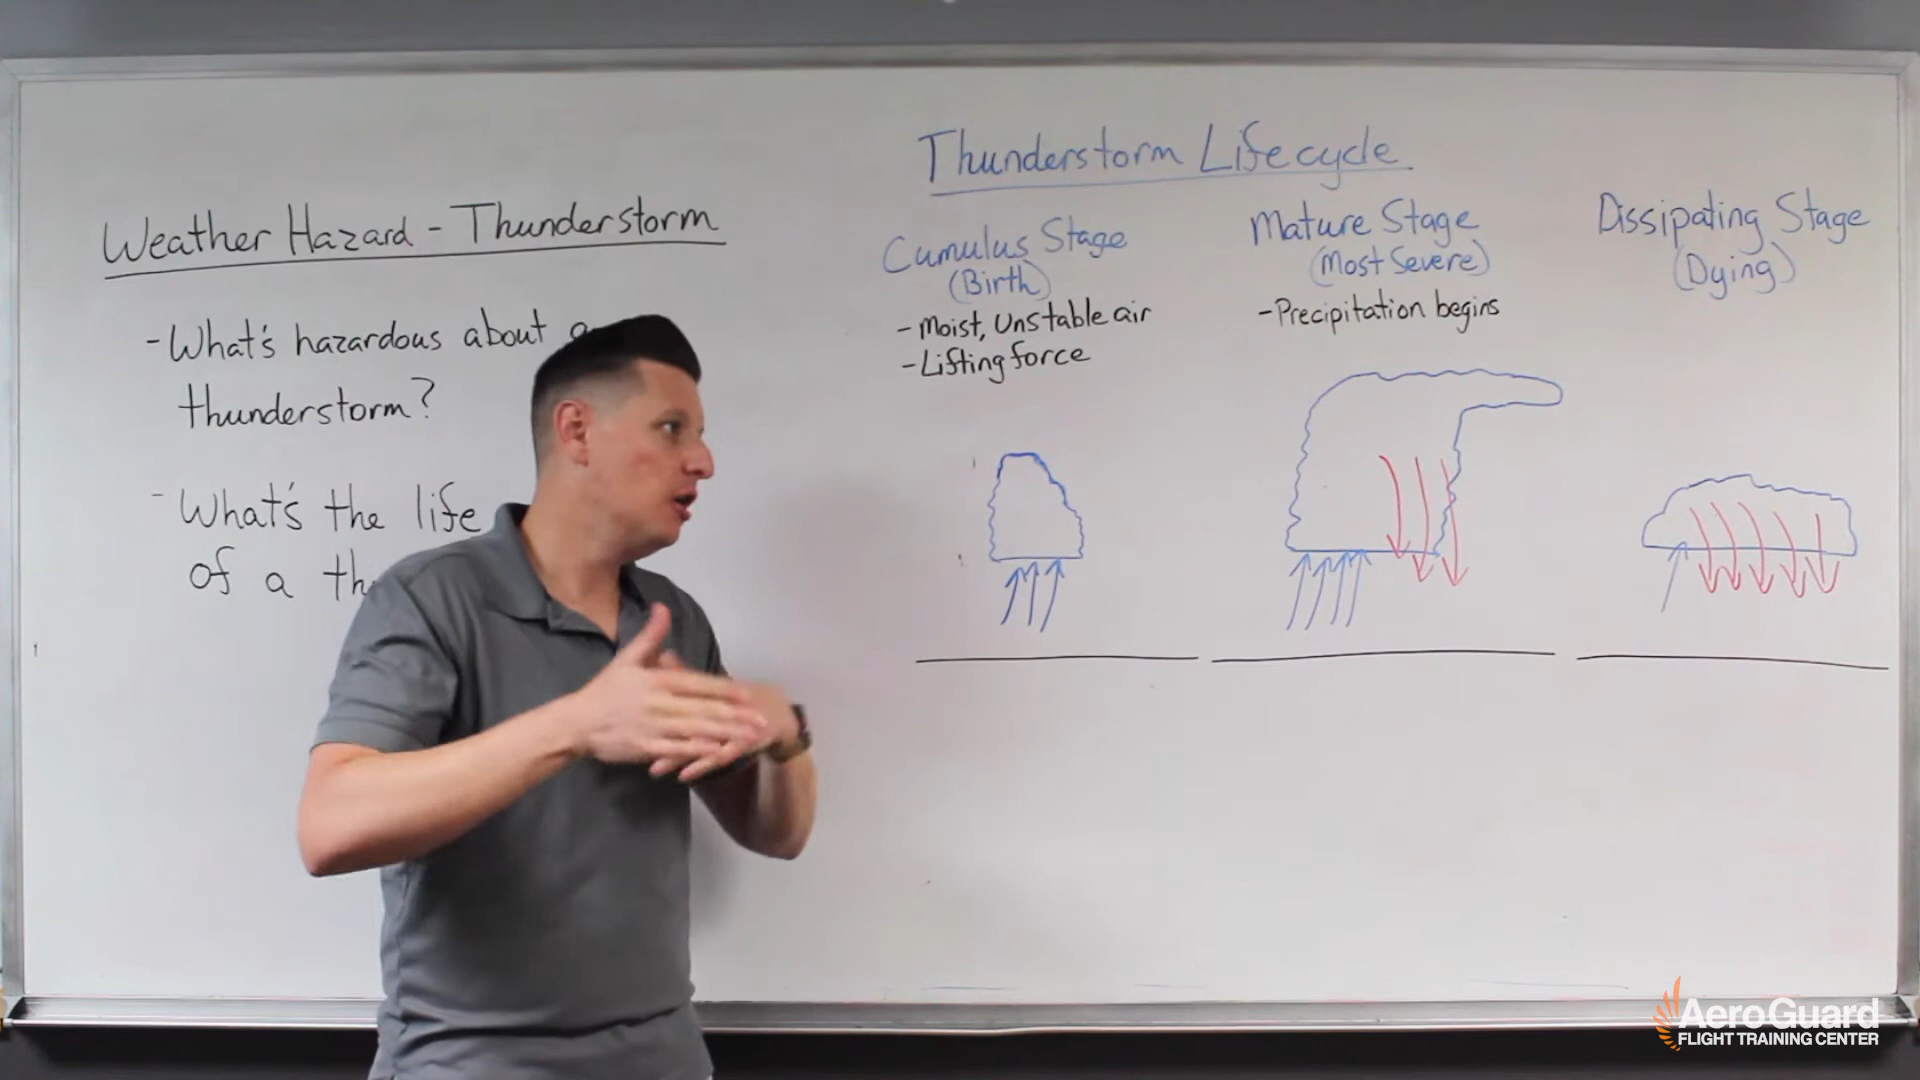 Weather Hazard - Thunderstorm
- What's hazardous about a
thunderstorm?
- What's the life
of a
Thunderstorm Lifecycle
Cumulus Stage
(Birth)
- Moist, Unstable air
- Lifting force
Mature Stage
(Most Severe)
- Precipitation begins
Dissipating Stage
(Dying)
AeroGuard
FLIGHT TRAINING CENTER